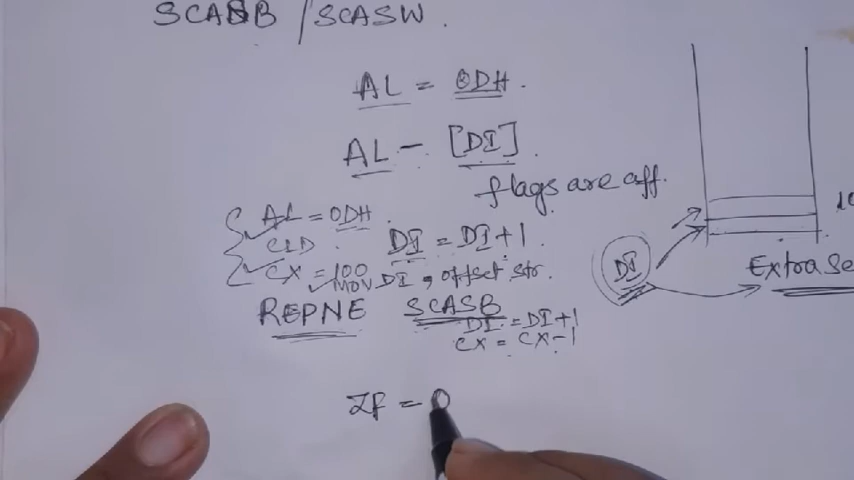 SCASB / SCASW.
AL = 0DH.
AL - [DI].
flags are aff.
AL = 0DH.
CLD.
DI = DI+1.
CX = 100
MOV DI, offset str.
REPNE SCASB
DI = DI+1
CX = CX-1
ZF = 0
DI
Extra Se